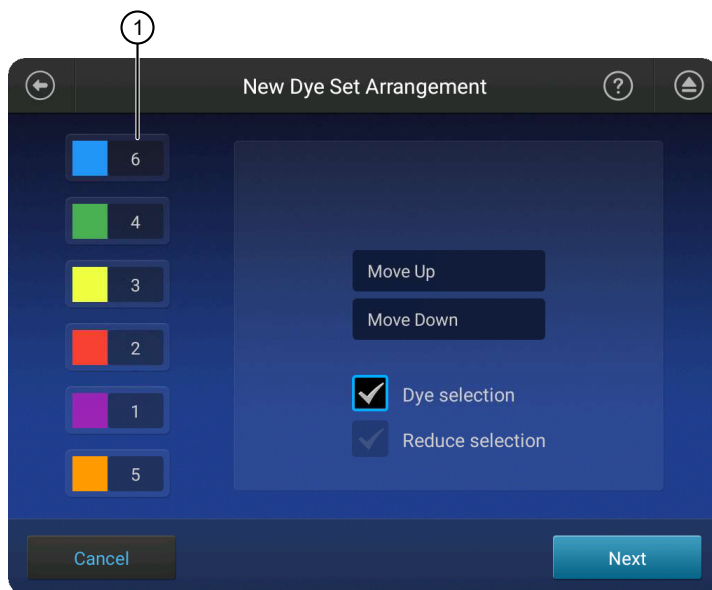 1
New Dye Set Arrangement
?
6
4
3
2
1
5
Move Up
Move Down
Dye selection
Reduce selection
Cancel
Next